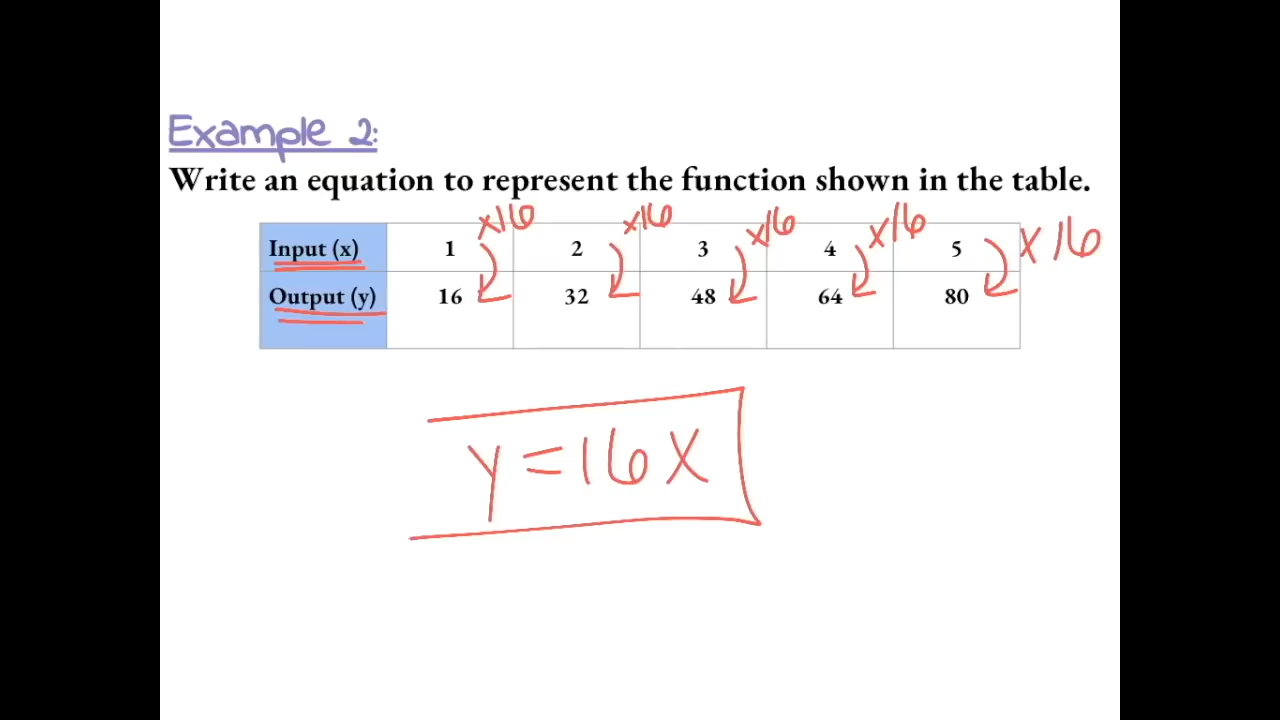 Example 2:
Write an equation to represent the function shown in the table.
x16 x16 x16 x16 x16
Input (x) 1 2 3 4 5
Output (y) 16 32 48 64 80
y=16x